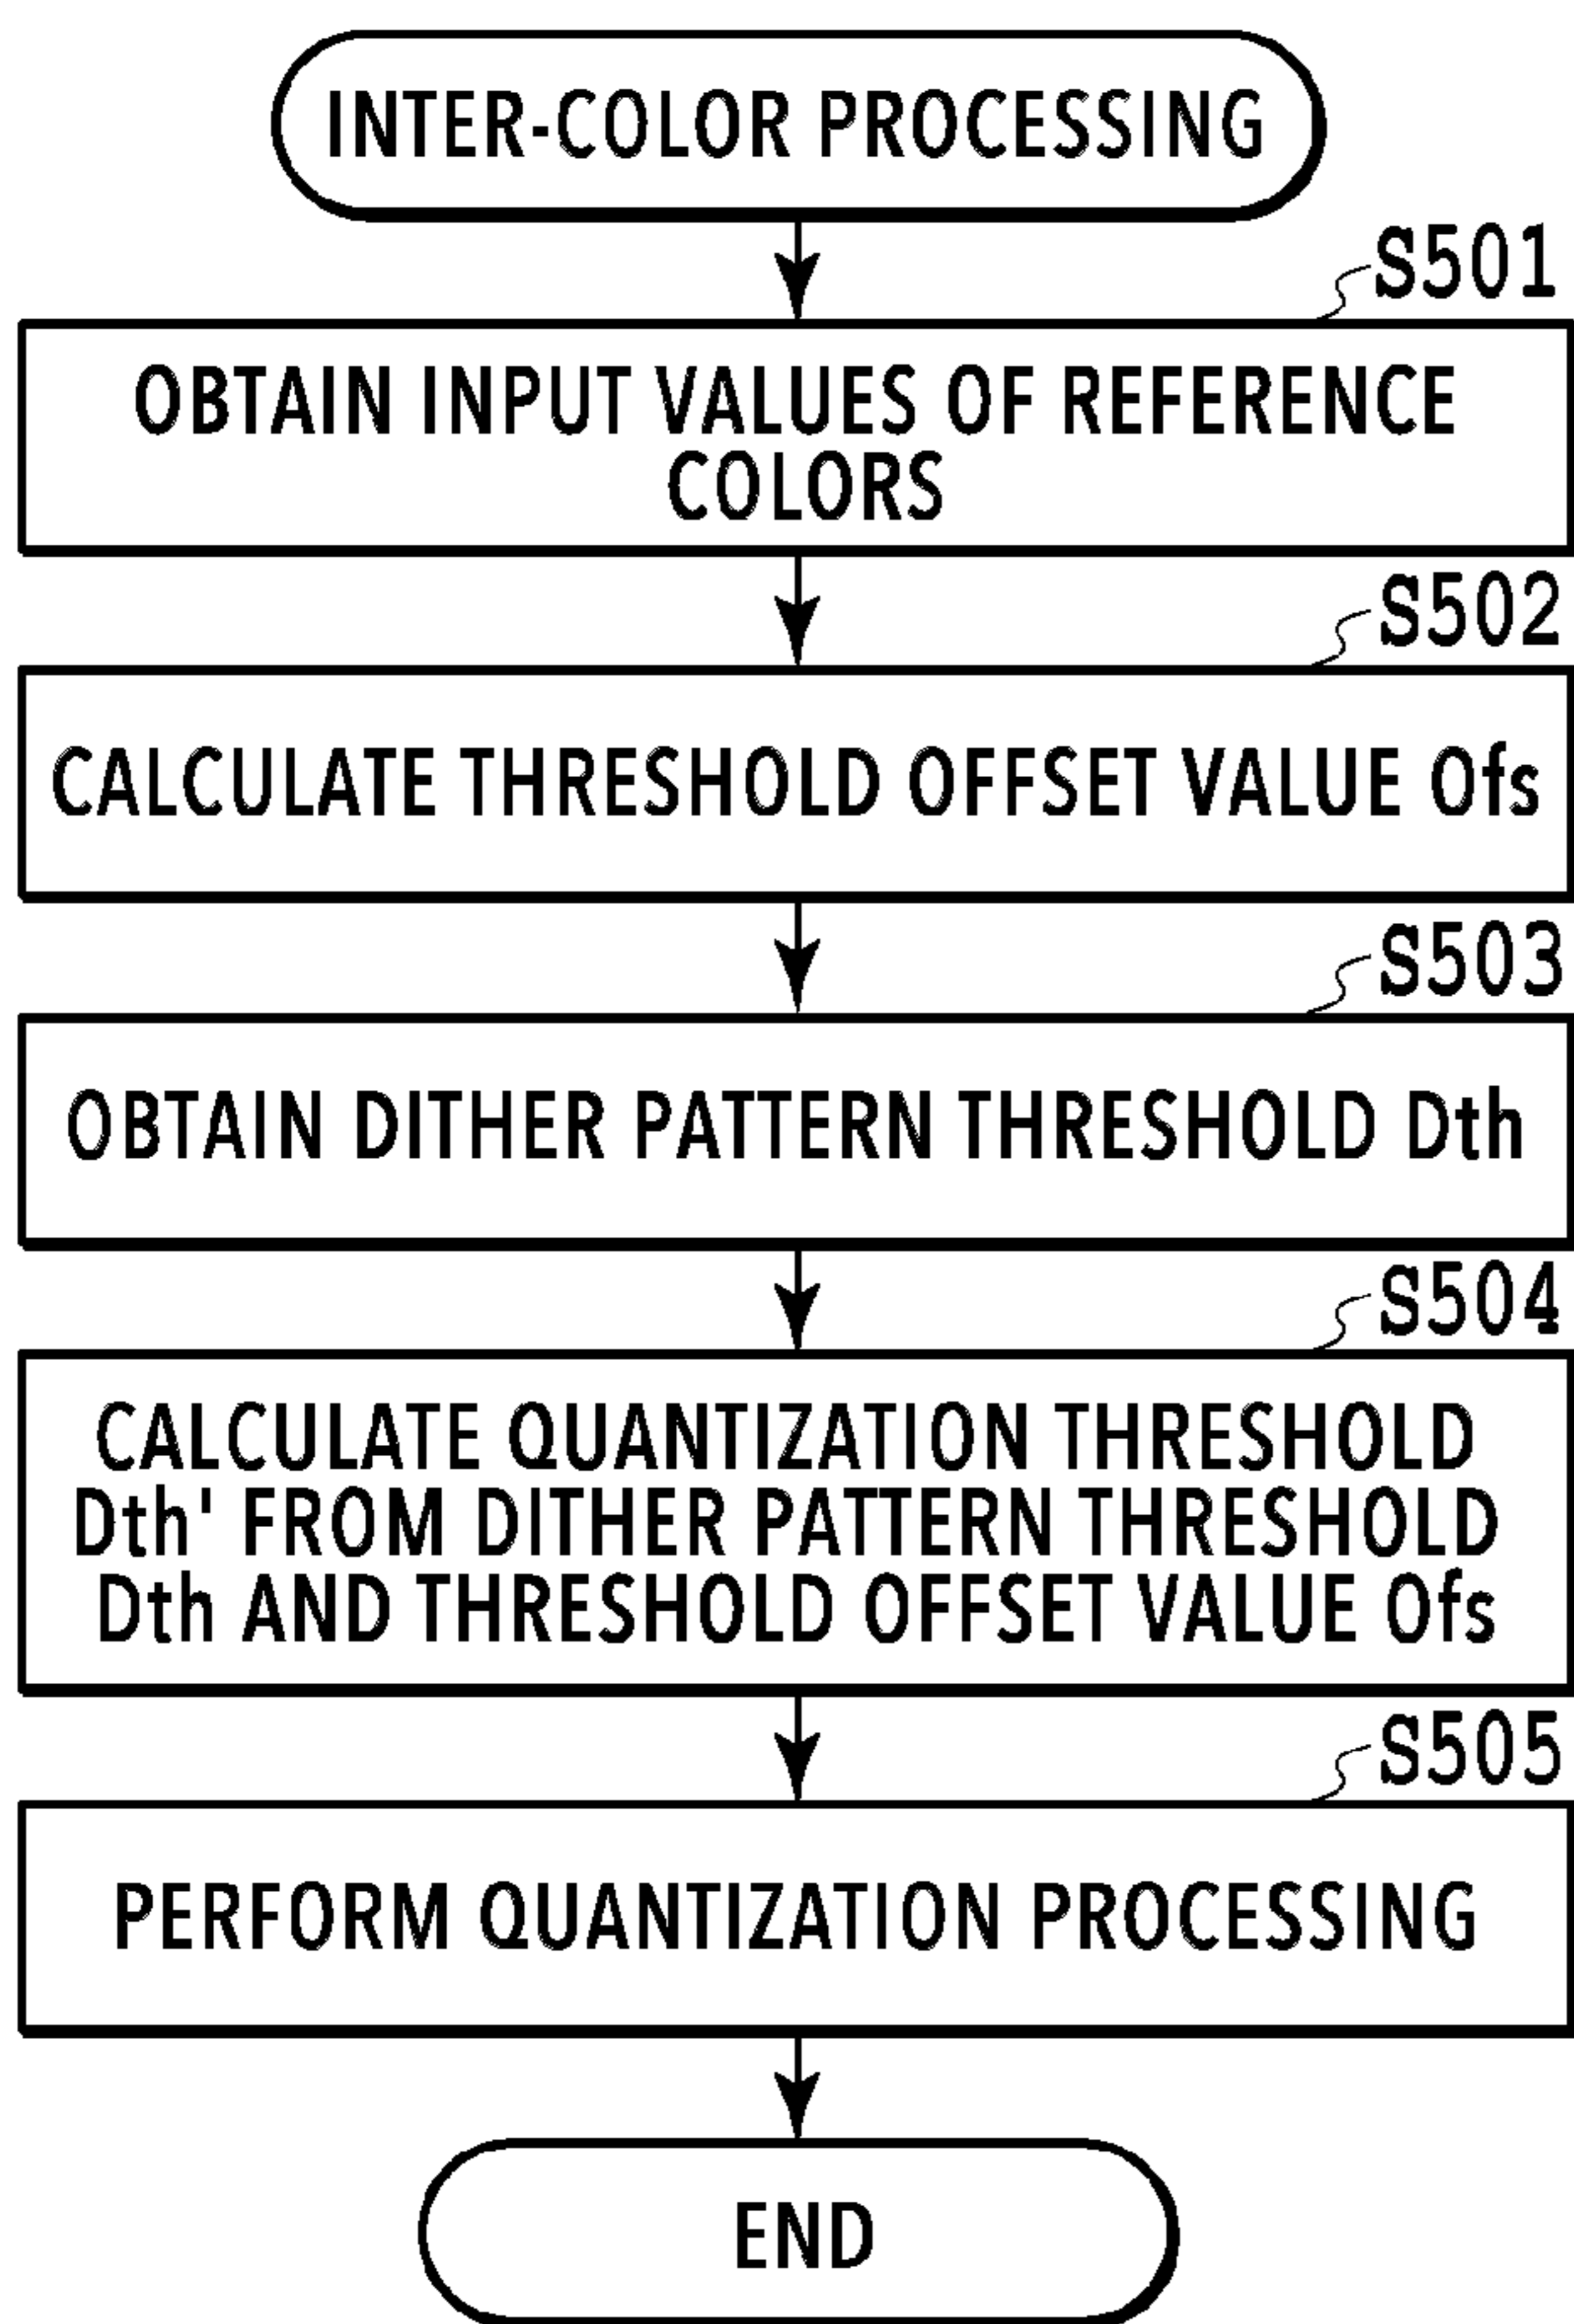 INTER-COLOR PROCESSING
S501
OBTAIN INPUT VALUES OF REFERENCE
COLORS
S502
CALCULATE THRESHOLD OFFSET VALUE Ofs
S503
OBTAIN DITHER PATTERN THRESHOLD Dth
S504
CALCULATE QUANTIZATION THRESHOLD
Dth' FROM DITHER PATTERN THRESHOLD
Dth AND THRESHOLD OFFSET VALUE Ofs
S505
PERFORM QUANTIZATION PROCESSING
END